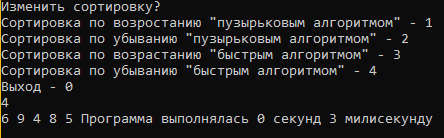 Изменить сортировку?
Сортировка по возростанию "пузырьковым алгоритмом" - 1
Сортировка по убыванию "пузырьковым алгоритмом" - 2
Сортировка по возрастанию "быстрым алгоритмом" - 3
Сортировка по убыванию "быстрым алгоритмом" - 4
Выход - 0
4
6 9 4 8 5 Программа выполнялась 0 секунд 3 милисекунду